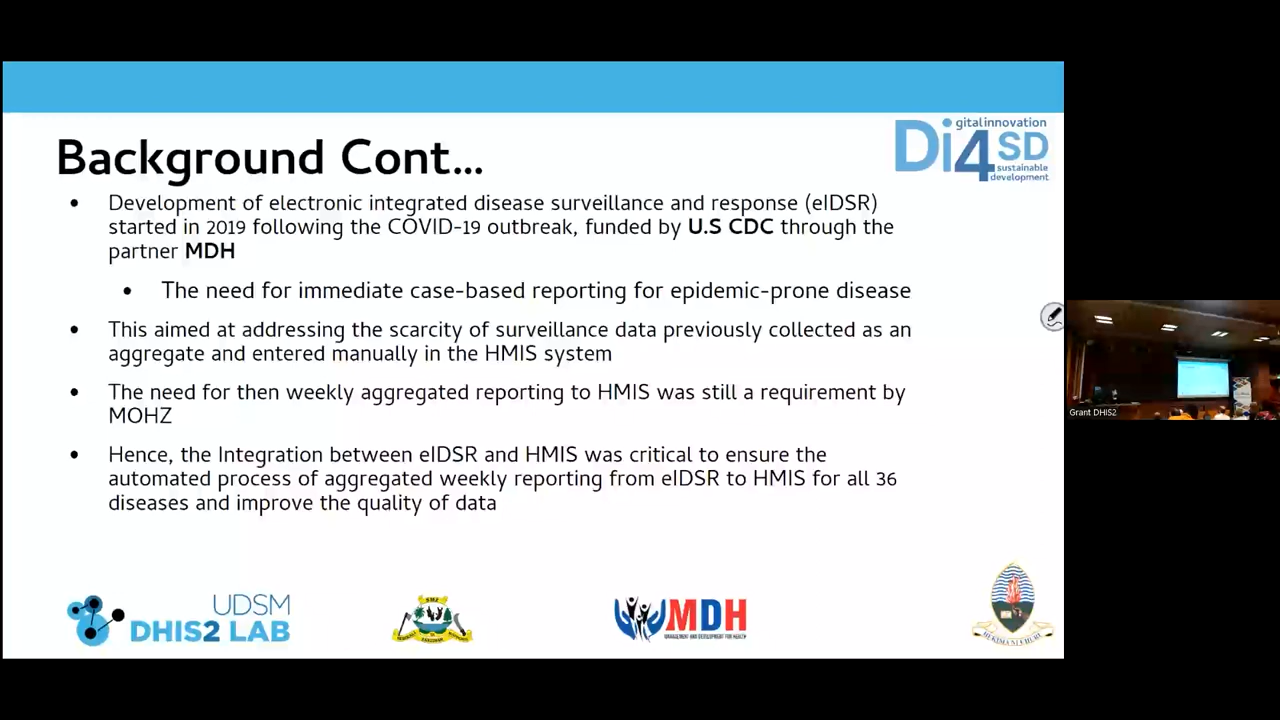 gitalinnovation
Di4SD
sustainable
development
Background Cont...
• Development of electronic integrated disease surveillance and response (eIDSR)
started in 2019 following the COVID-19 outbreak, funded by U.S CDC through the
partner MDH
• The need for immediate case-based reporting for epidemic-prone disease
• This aimed at addressing the scarcity of surveillance data previously collected as an
aggregate and entered manually in the HMIS system
• The need for then weekly aggregated reporting to HMIS was still a requirement by
MOHZ
• Hence, the Integration between eIDSR and HMIS was critical to ensure the
automated process of aggregated weekly reporting from eIDSR to HMIS for all 36
diseases and improve the quality of data
Grant DHIS2
UDSM
DHIS2 LAB
SMZ
ZANZIBAR
MDH
MANAGEMENT AND DEVELOPMENT FOR HEALTH
HEKIMA NI UHURU